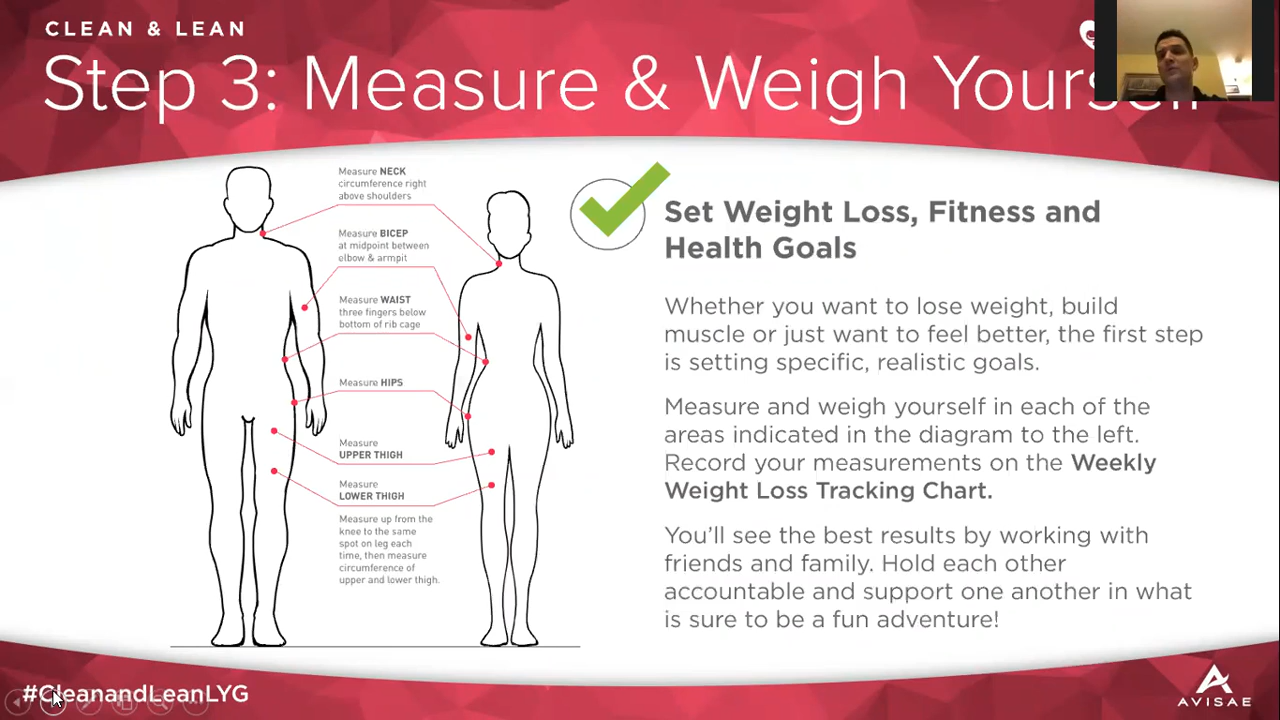 CLEAN & LEAN
Step 3: Measure & Weigh Yourself
Measure NECK
circumference right
above shoulders
Measure BICEP
at midpoint between
elbow & armpit
Measure WAIST
three fingers below
bottom of rib cage
Measure HIPS
Measure
UPPER THIGH
Measure
LOWER THIGH
Measure up from the
knee to the same
spot on leg each
time, then measure
circumference of
upper and lower thigh.
Set Weight Loss, Fitness and
Health Goals
Whether you want to lose weight, build
muscle or just want to feel better, the first step
is setting specific, realistic goals.
Measure and weigh yourself in each of the
areas indicated in the diagram to the left.
Record your measurements on the Weekly
Weight Loss Tracking Chart.
You'll see the best results by working with
friends and family. Hold each other
accountable and support one another in what
is sure to be a fun adventure!
#CleanandLeanLYG
AVISAE